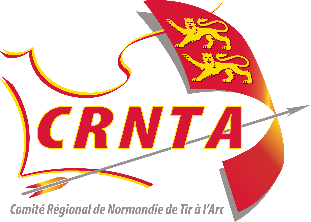 CRNTA
Comité Régional de Normandie de Tir à l'Arc